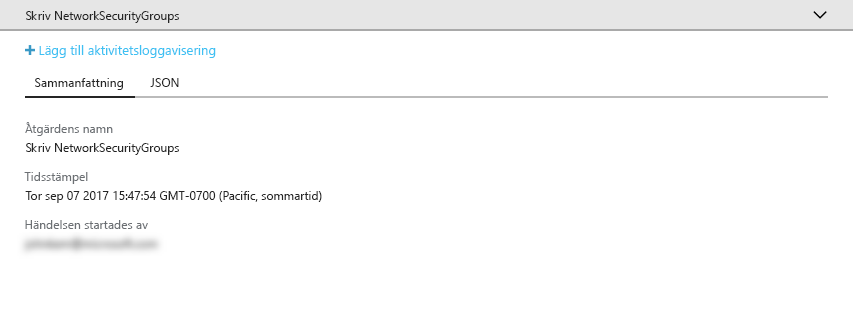 Skriv NetworkSecurityGroups
+ Lägg till aktivitetsloggavisering
Sammanfattning JSON
Åtgärdens namn
Skriv NetworkSecurityGroups
Tidsstämpel
Tor sep 07 2017 15:47:54 GMT-0700 (Pacific, sommartid)
Händelsen startades av